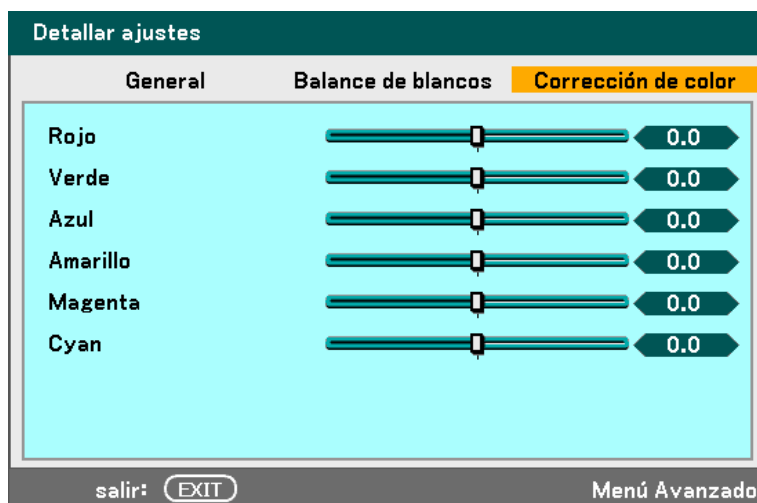 Detallar ajustes
General Balance de blancos Corrección de color
Rojo 0.0
Verde 0.0
Azul 0.0
Amarillo 0.0
Magenta 0.0
Cyan 0.0
salir: EXIT Menú Avanzado